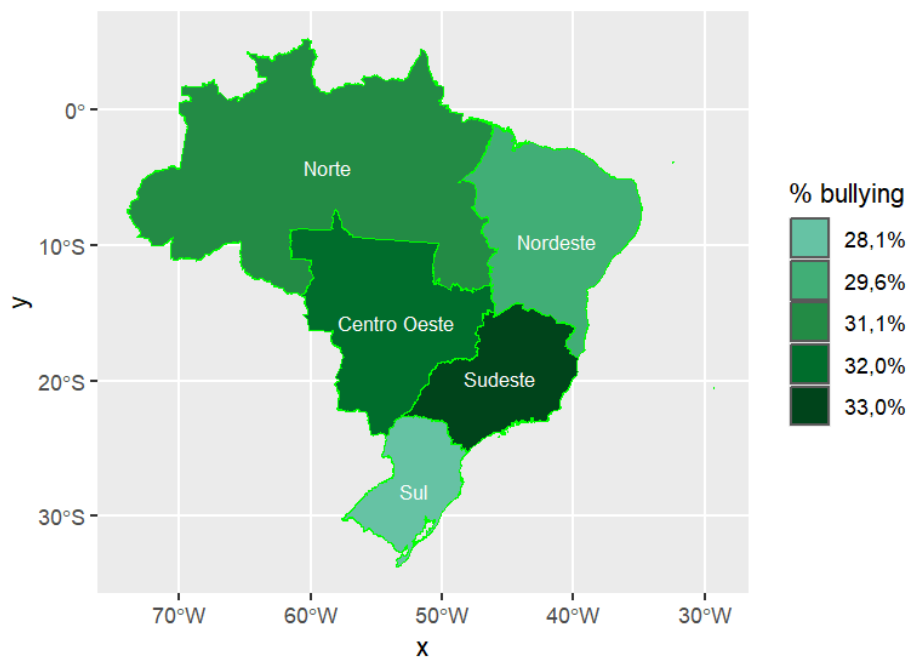 0°
10°S
20°S
30°S
y
Norte
Nordeste
Centro Oeste
Sudeste
Sul
70°W 60°W 50°W 40°W 30°W
x
% bullying
28,1%
29,6%
31,1%
32,0%
33,0%